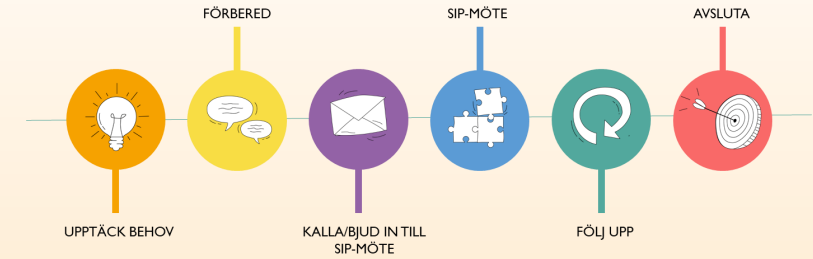 FÖRBERED
SIP-MÖTE
AVSLUTA
UPPTÄCK BEHOV
KALLA/BJUD IN TILL
SIP-MÖTE
FÖLJ UPP